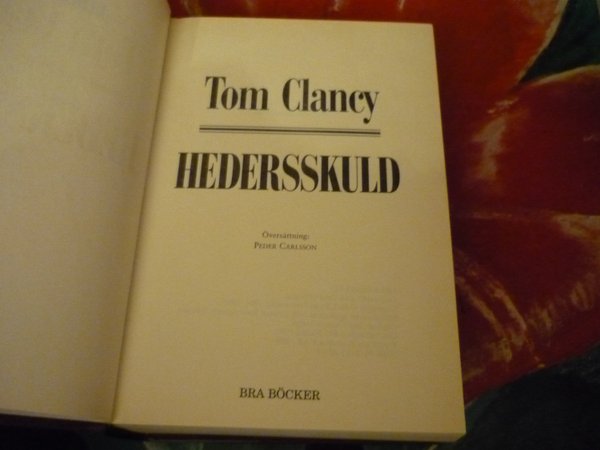 Tom Clancy
HEDERSSKULD
Översättning:
PEDER CARLSSON
BRA BÖCKER